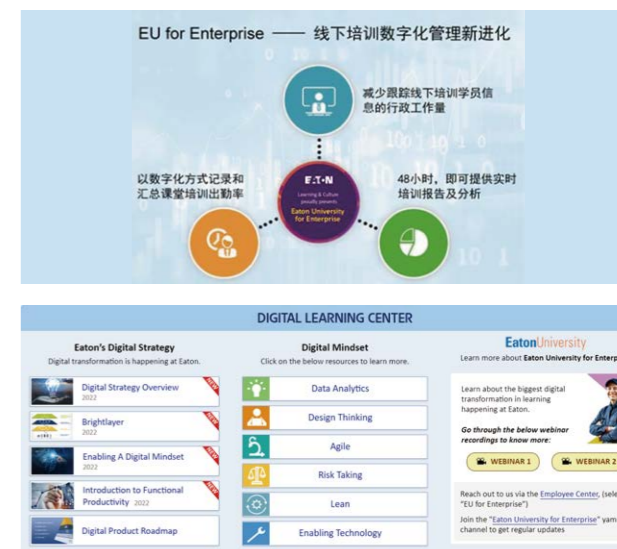 EU for Enterprise —— 线下培训数字化管理新进化
减少跟踪线下培训学员信
息的行政工作量
以数字化方式记录和
汇总课堂培训出勤率
E.T.N
Learning & Culture
proudly presents
Eaton University
for Enterprise
48小时，即可提供实时
培训报告及分析
DIGITAL LEARNING CENTER
Eaton's Digital Strategy
Digital transformation is happening at Eaton.
Digital Strategy Overview
2022
NEW
Brightlayer
2022
NEW
Enabling A Digital Mindset
2022
NEW
Introduction to Functional
Productivity 2022
NEW
Digital Product Roadmap
Digital Mindset
Click on the below resources to learn more.
Data Analytics
Design Thinking
Agile
Risk Taking
Lean
Enabling Technology
EatonUniversity
Learn more about Eaton University for Enterp
Learn about the biggest digital
transformation in learning
happening at Eaton.
Go through the below webinar
recordings to know more:
WEBINAR 1
WEBINAR 2
Reach out to us via the Employee Center, (sele
"EU for Enterprise")
Join the "Eaton University for Enterprise" yam
channel to get regular updates